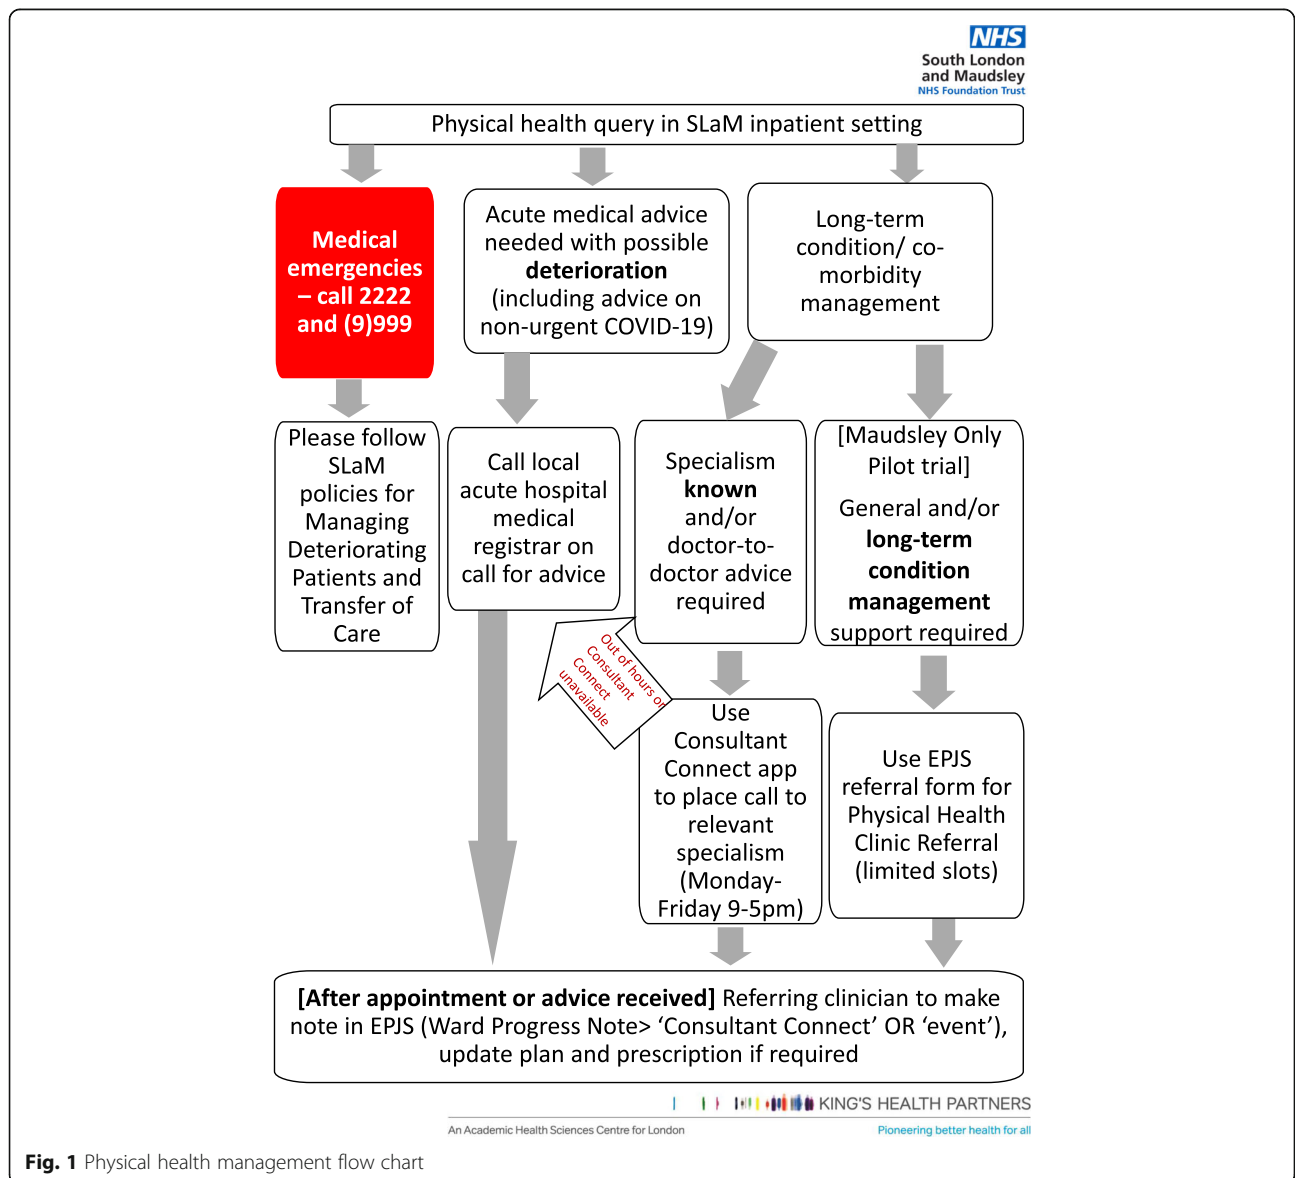 NHS
South London
and Maudsley
NHS Foundation Trust
Physical health query in SLaM inpatient setting
Medical
emergencies
– call 2222
and (9)999
Acute medical advice
needed with possible
deterioration
(including advice on
non-urgent COVID-19)
Long-term
condition/ co-
morbidity
management
Please follow
SLaM
policies for
Managing
Deteriorating
Patients and
Transfer of
Care
Call local
acute hospital
medical
registrar on
call for advice
Specialism
known
and/or
doctor-to-
doctor advice
required
[Maudsley Only
Pilot trial]
General and/or
long-term
condition
management
support required
Out of hours or
Consultant
Connect
unavailable
Use
Consultant
Connect app
to place call to
relevant
specialism
(Monday-
Friday 9-5pm)
Use EPJS
referral form for
Physical Health
Clinic Referral
(limited slots)
[After appointment or advice received] Referring clinician to make
note in EPJS (Ward Progress Note> ‘Consultant Connect’ OR ‘event’),
update plan and prescription if required
KING'S HEALTH PARTNERS
An Academic Health Sciences Centre for London
Pioneering better health for all
Fig. 1 Physical health management flow chart